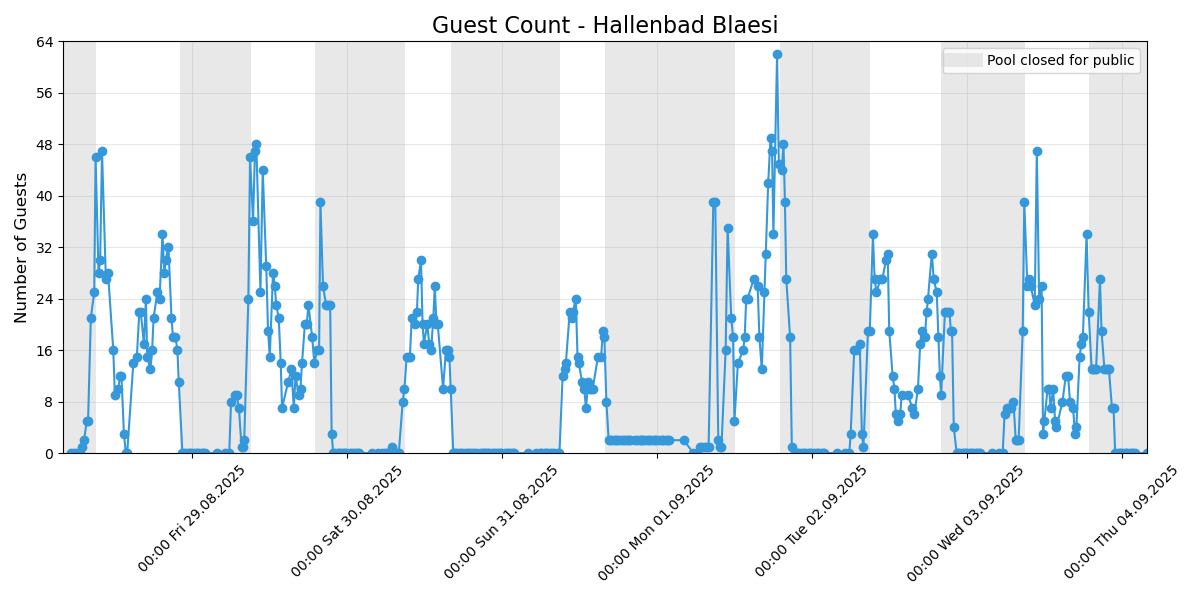 Guest Count - Hallenbad Blaesi
Number of Guests
64
56
48
40
32
24
16
8
0
Pool closed for public
00:00 Fri 29.08.2025
00:00 Sat 30.08.2025
00:00 Sun 31.08.2025
00:00 Mon 01.09.2025
00:00 Tue 02.09.2025
00:00 Wed 03.09.2025
00:00 Thu 04.09.2025